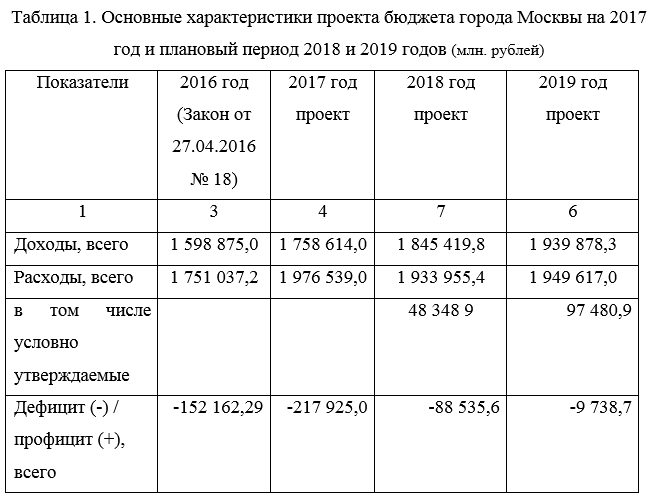 Таблица 1. Основные характеристики проекта бюджета города Москвы на 2017
год и плановый период 2018 и 2019 годов (млн. рублей)
Показатели
2016 год
(Закон от
27.04.2016
№ 18)
2017 год
проект
2018 год
проект
2019 год
проект
1
3
4
7
6
Доходы, всего
1 598 875,0
1 758 614,0
1 845 419,8
1 939 878,3
Расходы, всего
1 751 037,2
1 976 539,0
1 933 955,4
1 949 617,0
в том числе
условно
утверждаемые
48 348 9
97 480,9
Дефицит (-) /
профицит (+),
всего
-152 162,29
-217 925,0
-88 535,6
-9 738,7